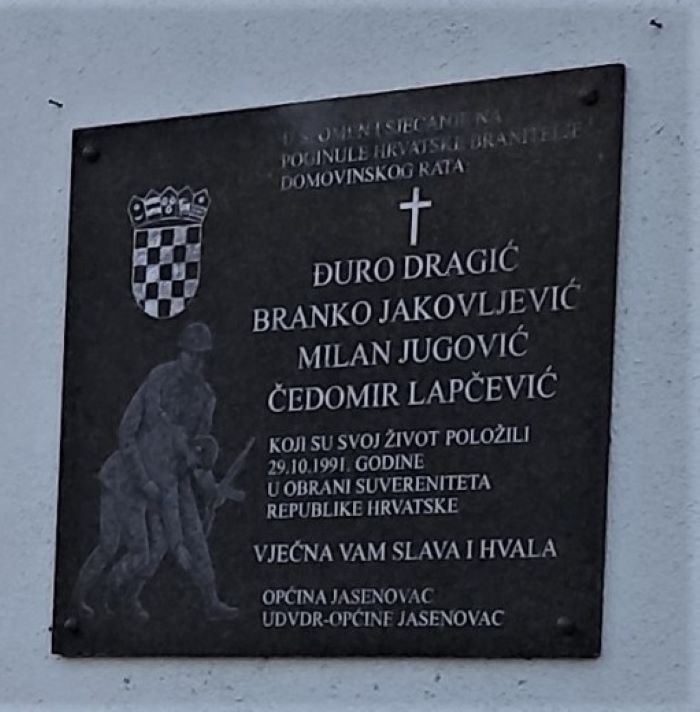 U SPOMEN I SJEĆANJE NA
POGINULE HRVATSKE BRANITELJE
DOMOVINSKOG RATA
ĐURO DRAGIĆ
BRANKO JAKOVLJEVIĆ
MILAN JUGOVIĆ
ČEDOMIR LAPČEVIĆ
KOJI SU SVOJ ŽIVOT POLOŽILI
29.10.1991. GODINE
U OBRANI SUVERENITETA
REPUBLIKE HRVATSKE
VJEČNA VAM SLAVA I HVALA
OPĆINA JASENOVAC
UDVDR-OPĆINE JASENOVAC